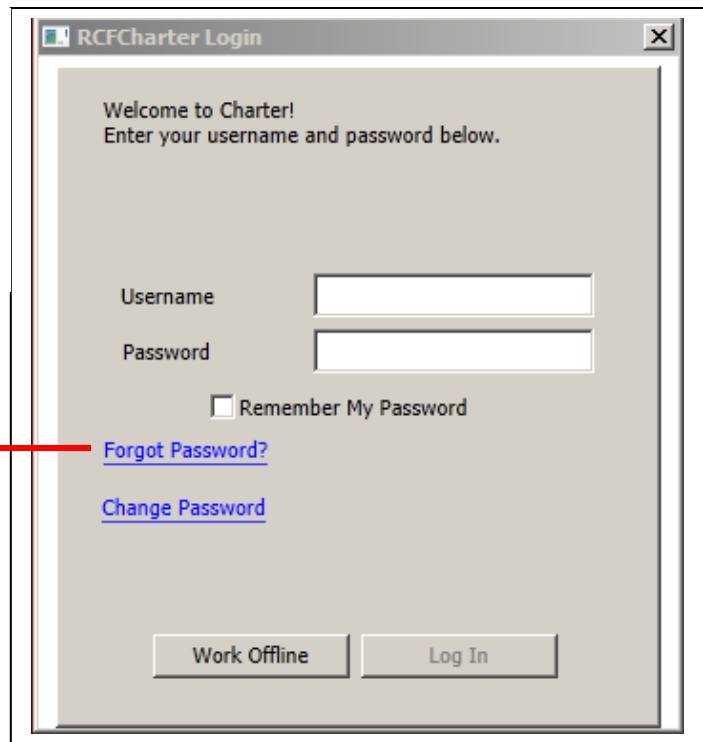 RCFCharter Login
Welcome to Charter!
Enter your username and password below.
Username
Password
Remember My Password
Forgot Password?
Change Password
Work Offline
Log In